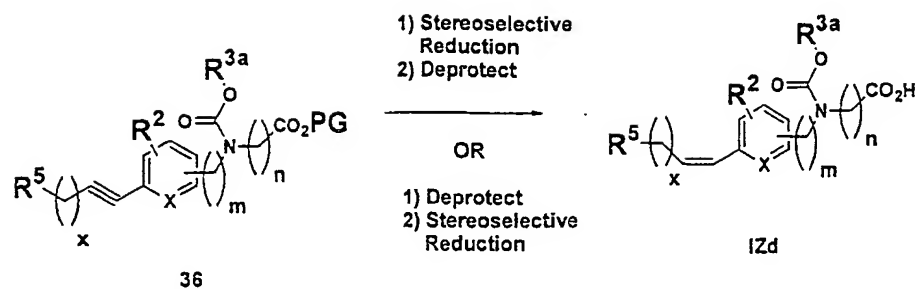 1) Stereoselective
Reduction
2) Deprotect
OR
1) Deprotect
2) Stereoselective
Reduction
R³ᵃ
O
O
N
CO₂PG
R²
n
m
X
R⁵
x
36
R³ᵃ
O
O
N
CO₂H
R²
n
m
X
R⁵
x
IZd